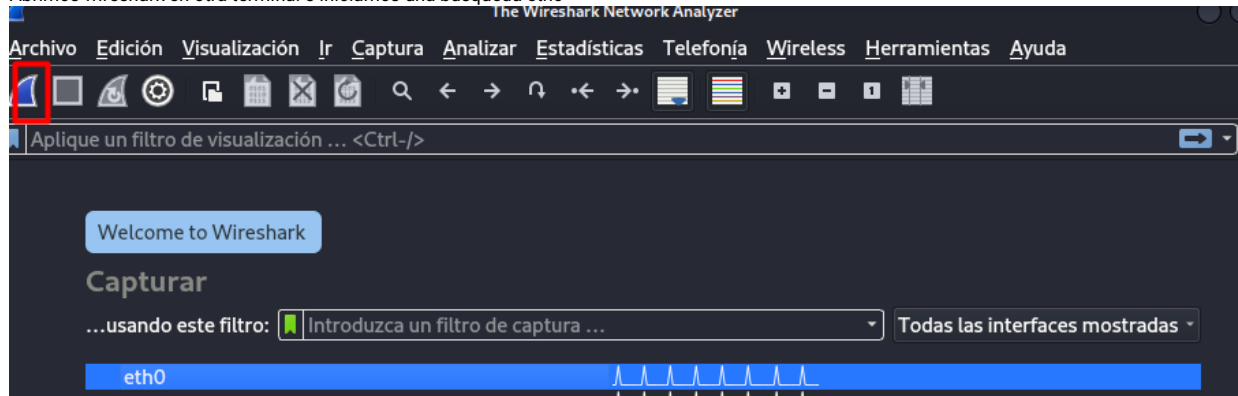 The Wireshark Network Analyzer
Archivo Edición Visualización Ir Captura Analizar Estadísticas Telefonía Wireless Herramientas Ayuda
Aplique un filtro de visualización … <Ctrl-/>
Welcome to Wireshark
Capturar
…usando este filtro: Introduzca un filtro de captura … Todas las interfaces mostradas
eth0